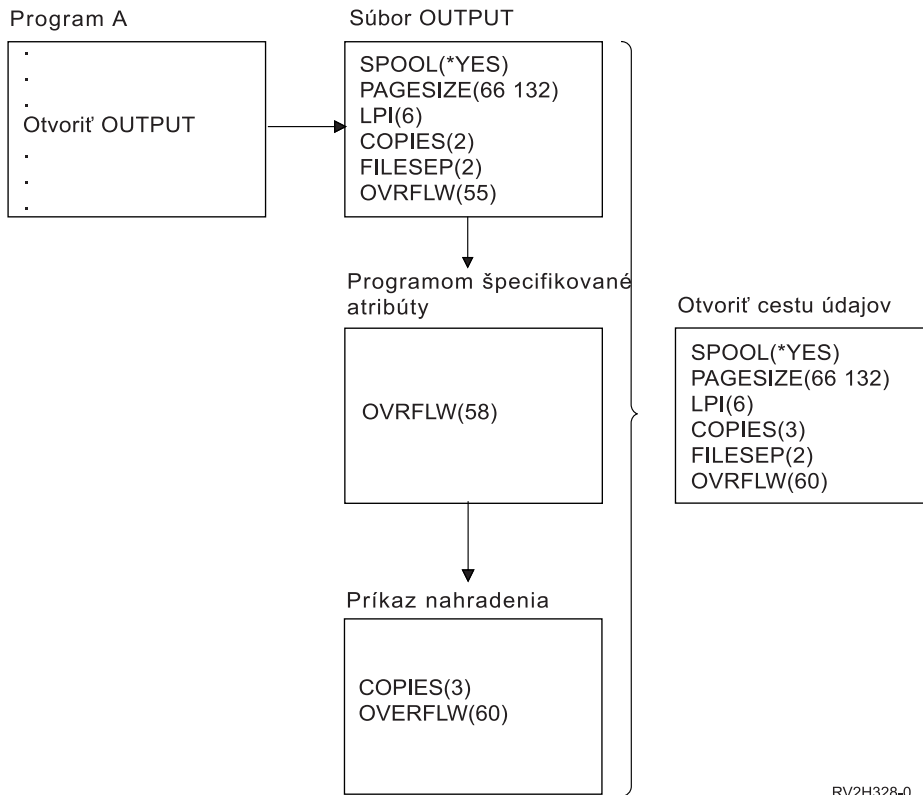 Program A
.
.
.
Otvoriť OUTPUT
.
.
.
Súbor OUTPUT
SPOOL(*YES)
PAGESIZE(66 132)
LPI(6)
COPIES(2)
FILESEP(2)
OVRFLW(55)
Programom špecifikované
atribúty
OVRFLW(58)
Príkaz nahradenia
COPIES(3)
OVERFLW(60)
Otvoriť cestu údajov
SPOOL(*YES)
PAGESIZE(66 132)
LPI(6)
COPIES(3)
FILESEP(2)
OVRFLW(60)
RV2H328-0